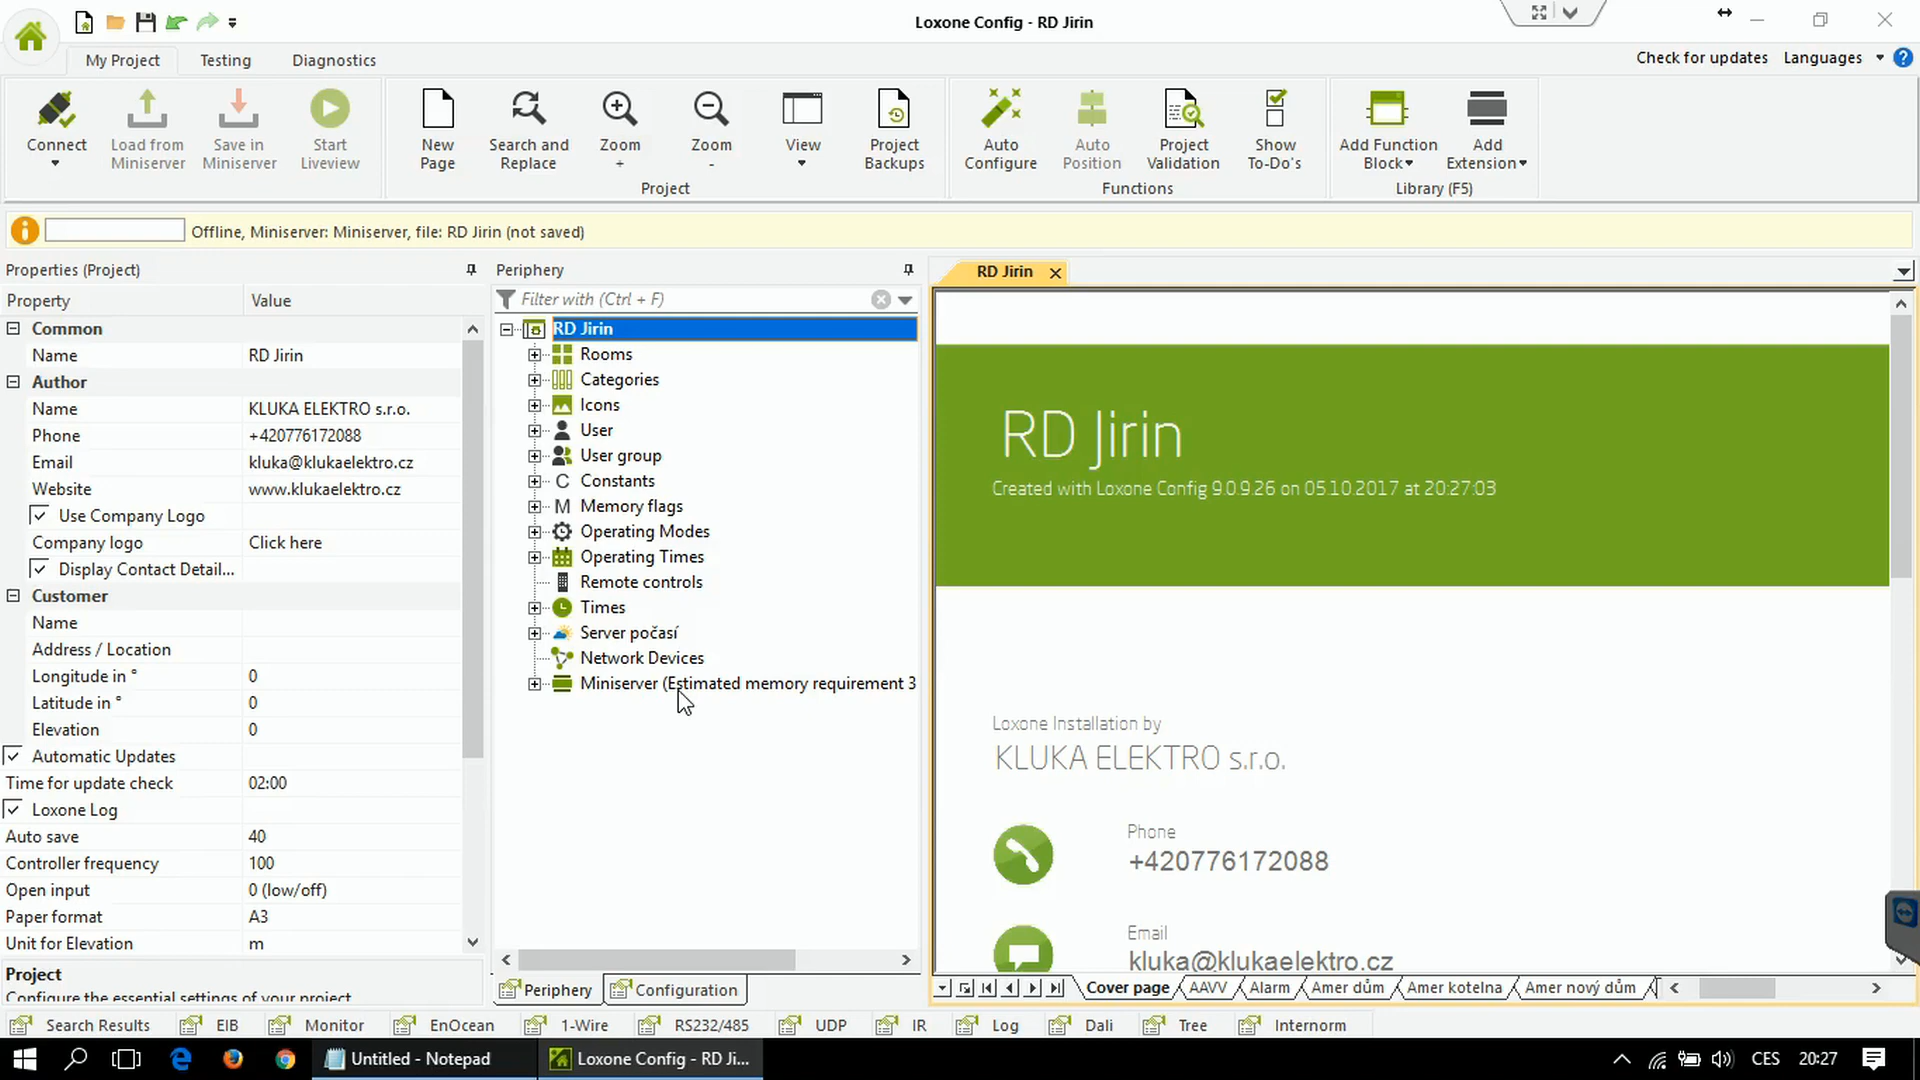 Loxone Config - RD Jirin
My Project
Testing
Diagnostics
Check for updates
Languages
?
Connect
Load from
Miniserver
Save in
Miniserver
Start
Liveview
New
Page
Search and
Replace
Zoom
+
Zoom
-
View
Project
Backups
Project
Auto
Configure
Auto
Position
Project
Validation
Show
To-Do's
Functions
Add Function
Block
Add
Extension
Library (F5)
Offline, Miniserver: Miniserver, file: RD Jirin (not saved)
Properties (Project)
Property Value
Common
Name RD Jirin
Author
Name KLUKA ELEKTRO s.r.o.
Phone +420776172088
Email kluka@klukaelektro.cz
Website www.klukaelektro.cz
Use Company Logo
Company logo Click here
Display Contact Detail...
Customer
Name
Address / Location
Longitude in ° 0
Latitude in ° 0
Elevation 0
Automatic Updates
Time for update check 02:00
Loxone Log
Auto save 40
Controller frequency 100
Open input 0 (low/off)
Paper format A3
Unit for Elevation m
Project
Configure the essential settings of your project
Periphery
Filter with (Ctrl + F)
RD Jirin
Rooms
Categories
Icons
User
User group
C Constants
M Memory flags
Operating Modes
Operating Times
Remote controls
Times
Server počasí
Network Devices
Miniserver (Estimated memory requirement 3
Periphery
Configuration
RD Jirin
RD Jirin
Created with Loxone Config 9.0.9.26 on 05.10.2017 at 20:27:03
Loxone Installation by
KLUKA ELEKTRO s.r.o.
Phone
+420776172088
Email
kluka@klukaelektro.cz
Cover page
AAVV
Alarm
Amer dům
Amer kotelna
Amer nový dům
Search Results
EIB
Monitor
EnOcean
1-Wire
RS232/485
UDP
IR
Log
Dali
Tree
Internorm
Untitled - Notepad
Loxone Config - RD Ji...
CES
20:27